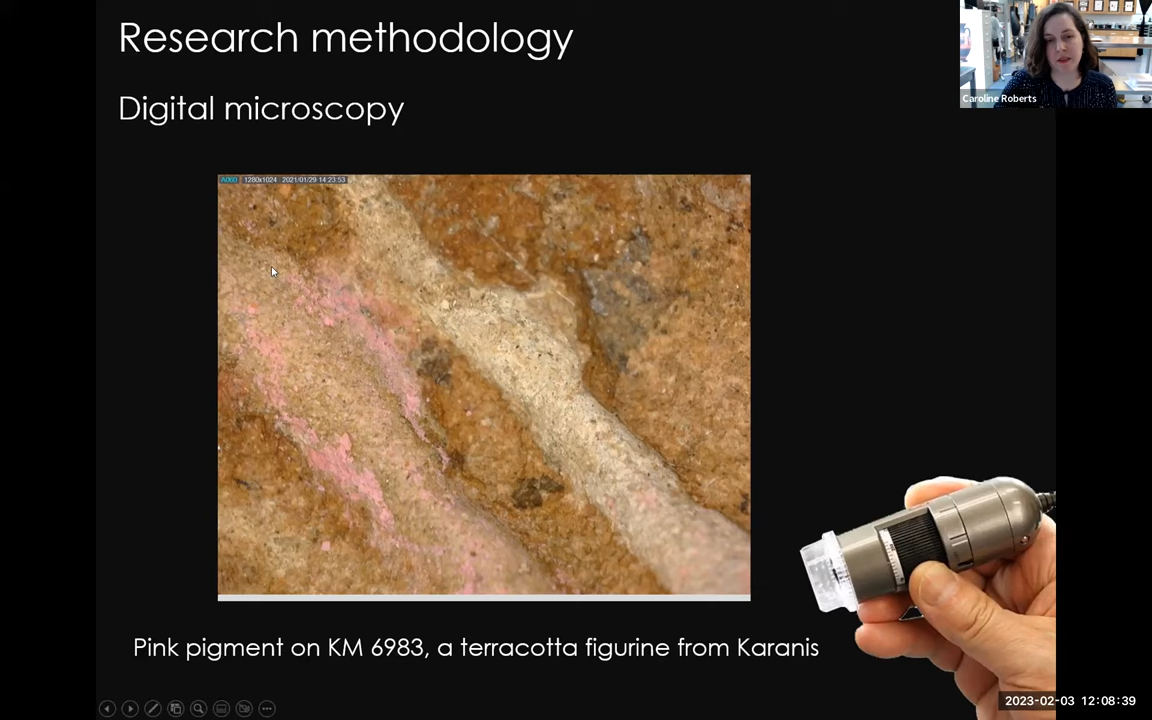 Research methodology
Caroline Roberts
Digital microscopy
A060 1280x1024 2021/01/29 14:23:53
Pink pigment on KM 6983, a terracotta figurine from Karanis
2023-02-03 12:08:39